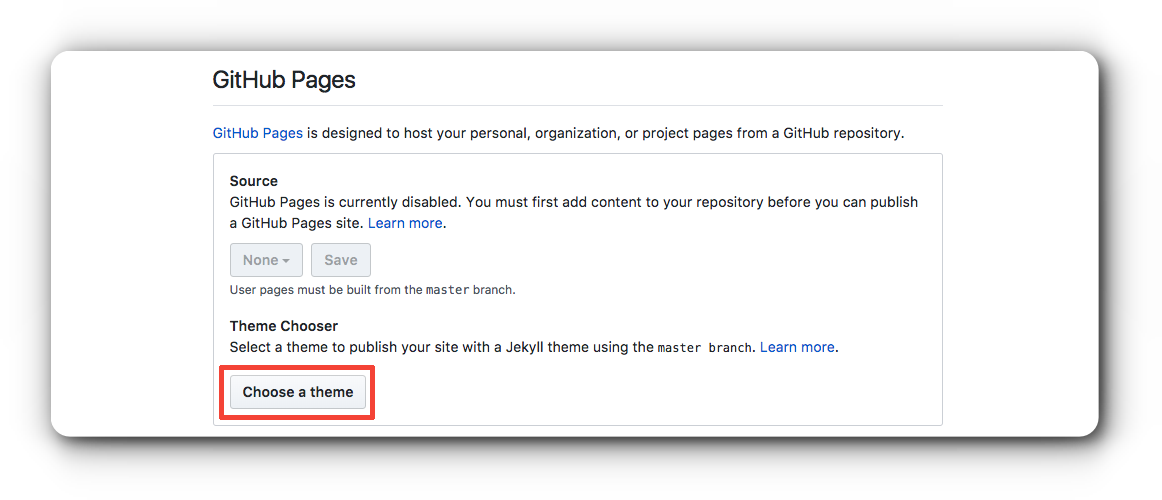 GitHub Pages
GitHub Pages is designed to host your personal, organization, or project pages from a GitHub repository.
Source
GitHub Pages is currently disabled. You must first add content to your repository before you can publish
a GitHub Pages site. Learn more.
None Save
User pages must be built from the master branch.
Theme Chooser
Select a theme to publish your site with a Jekyll theme using the master branch. Learn more.
Choose a theme